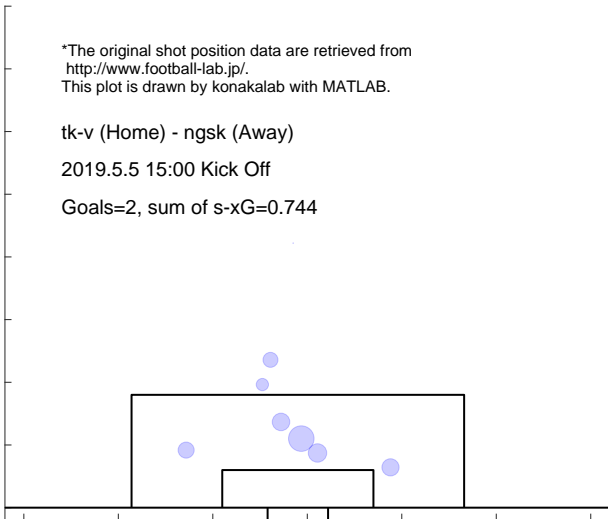 *The original shot position data are retrieved from
http://www.football-lab.jp/.
This plot is drawn by konakalab with MATLAB.
tk-v (Home) - ngsk (Away)
2019.5.5 15:00 Kick Off
Goals=2, sum of s-xG=0.744